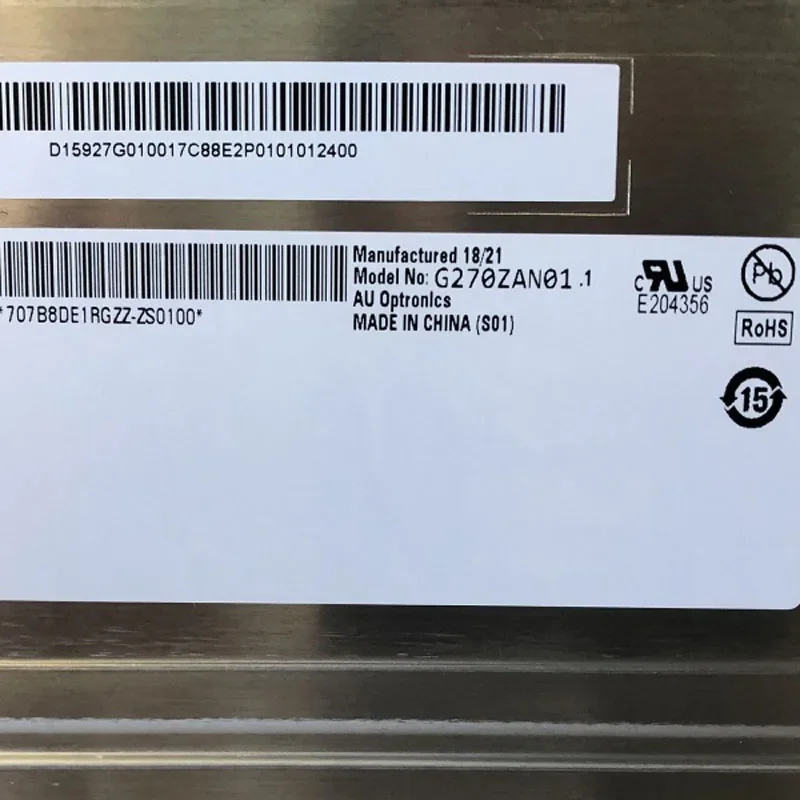 D15927G010017C88E2P0101012400
Manufactured 18/21
Model No: G270ZAN01 .1
AU Optronics
MADE IN CHINA (S01)
*707B8DE1RGZZ-ZS0100*
c RU US
E204356
Pb
RoHS
15